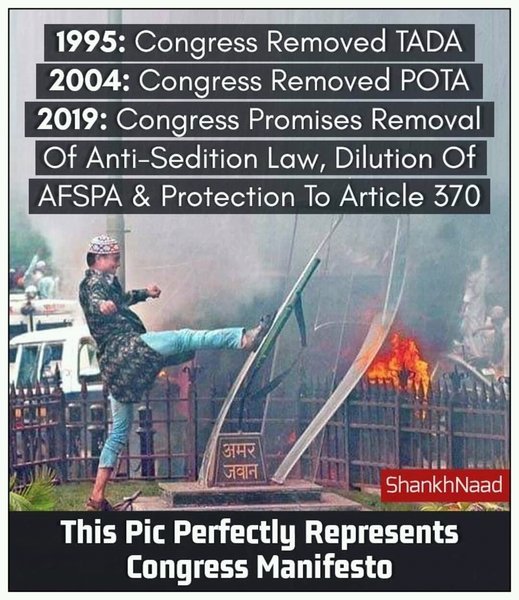 1995: Congress Removed TADA
2004: Congress Removed POTA
2019: Congress Promises Removal
Of Anti-Sedition Law, Dilution Of
AFSPA & Protection To Article 370
अमर
जवान
ShankhNaad
This Pic Perfectly Represents
Congress Manifesto